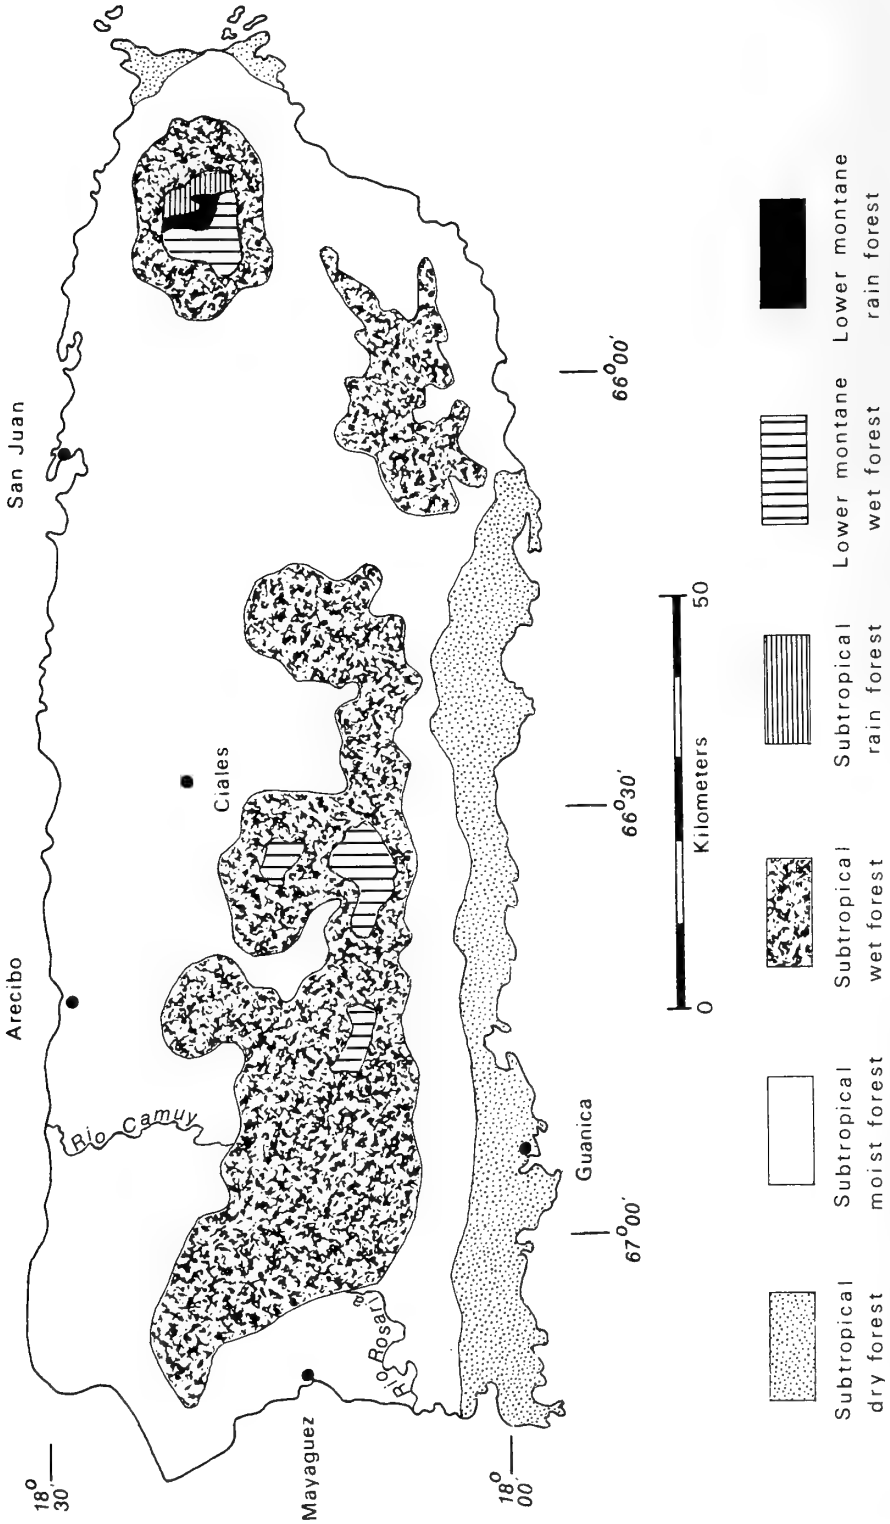 San Juan
Arecibo
Rio Camuy
Ciales
Mayaguez
Rio Rosario
Guanica
18°
30'
18°
00'
67°00'
66°30'
66°00'
0
50
Kilometers
Subtropical
dry forest
Subtropical
moist forest
Subtropical
wet forest
Subtropical
rain forest
Lower montane
wet forest
Lower montane
rain forest